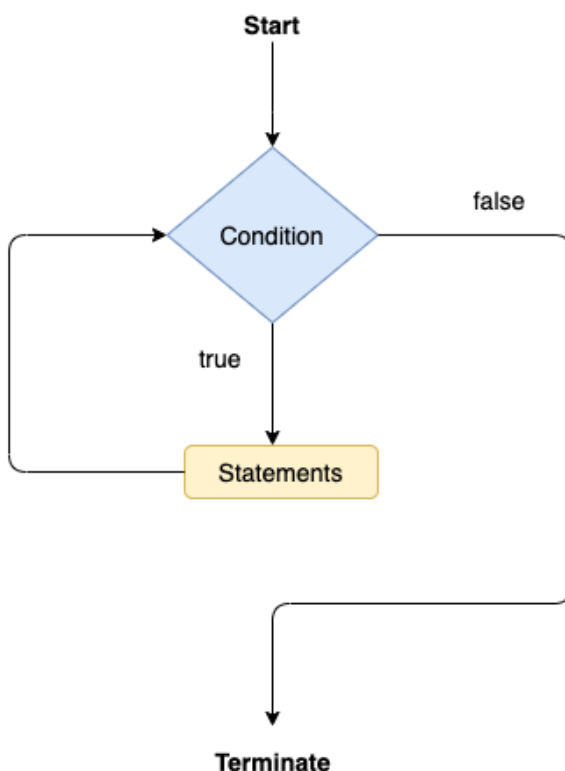 Start
false
Condition
true
Statements
Terminate